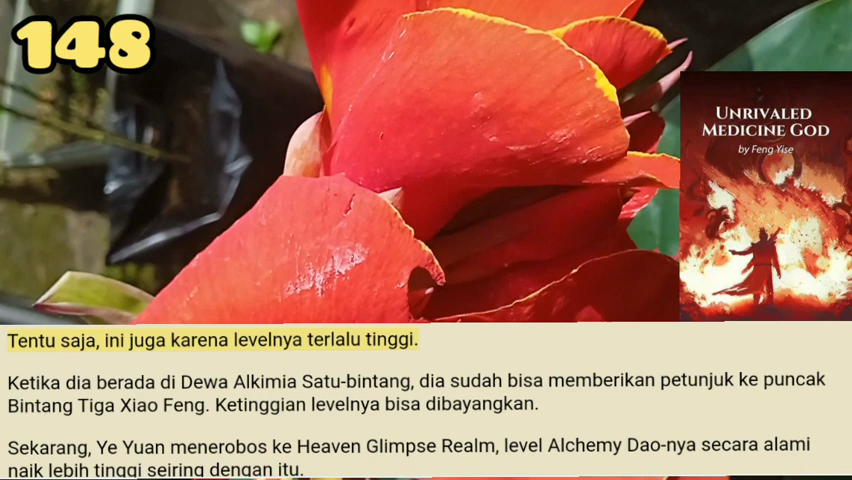 148
UNRIVALED
MEDICINE GOD
by Feng Yise
Tentu saja, ini juga karena levelnya terlalu tinggi.
Ketika dia berada di Dewa Alkimia Satu-bintang, dia sudah bisa memberikan petunjuk ke puncak
Bintang Tiga Xiao Feng. Ketinggian levelnya bisa dibayangkan.
Sekarang, Ye Yuan menerobos ke Heaven Glimpse Realm, level Alchemy Dao-nya secara alami
naik lebih tinggi seiring dengan itu.